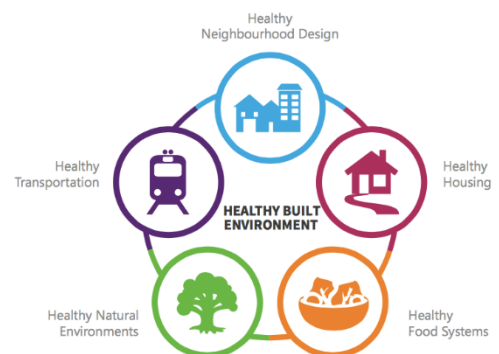 Healthy
Neighbourhood Design
Healthy
Transportation
Healthy
Housing
HEALTHY BUILT
ENVIRONMENT
Healthy Natural
Environments
Healthy
Food Systems